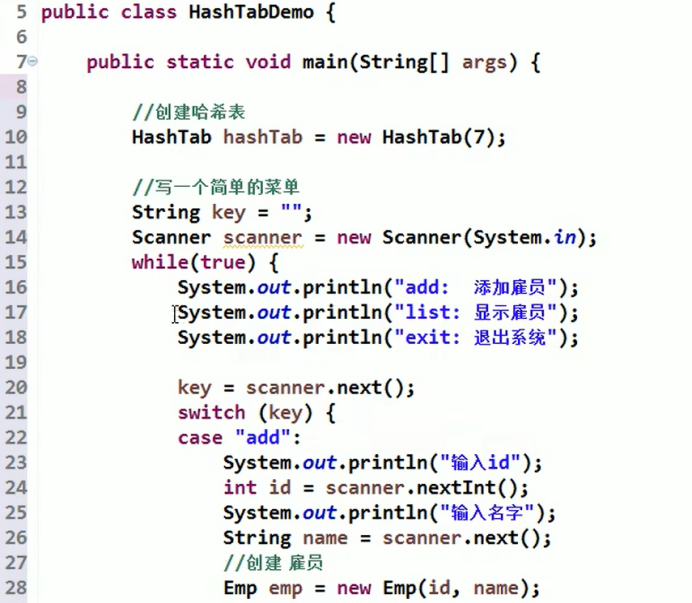 5 public class HashTabDemo {
6
7 public static void main(String[] args) {
8
9 //创建哈希表
10 HashTab hashTab = new HashTab(7);
11
12 //写一个简单的菜单
13 String key = "";
14 Scanner scanner = new Scanner(System.in);
15 while(true) {
16 System.out.println("add:  添加雇员");
17 System.out.println("list: 显示雇员");
18 System.out.println("exit: 退出系统");
19
20 key = scanner.next();
21 switch (key) {
22 case "add":
23 System.out.println("输入id");
24 int id = scanner.nextInt();
25 System.out.println("输入名字");
26 String name = scanner.next();
27 //创建 雇员
28 Emp emp = new Emp(id, name);